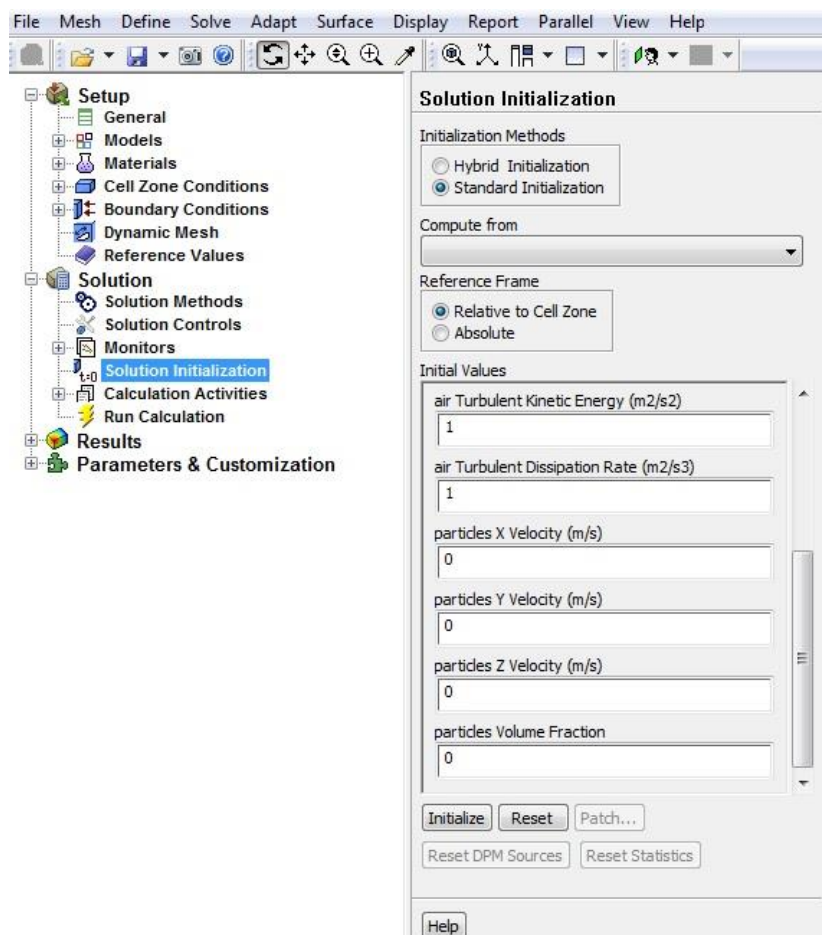 File Mesh Define Solve Adapt Surface Display Report Parallel View Help
Setup
General
Models
Materials
Cell Zone Conditions
Boundary Conditions
Dynamic Mesh
Reference Values
Solution
Solution Methods
Solution Controls
Monitors
t=0 Solution Initialization
Calculation Activities
Run Calculation
Results
Parameters & Customization
Solution Initialization
Initialization Methods
Hybrid Initialization
Standard Initialization
Compute from
Reference Frame
Relative to Cell Zone
Absolute
Initial Values
air Turbulent Kinetic Energy (m2/s2)
1
air Turbulent Dissipation Rate (m2/s3)
1
particles X Velocity (m/s)
0
particles Y Velocity (m/s)
0
particles Z Velocity (m/s)
0
particles Volume Fraction
0
Initialize Reset Patch...
Reset DPM Sources Reset Statistics
Help